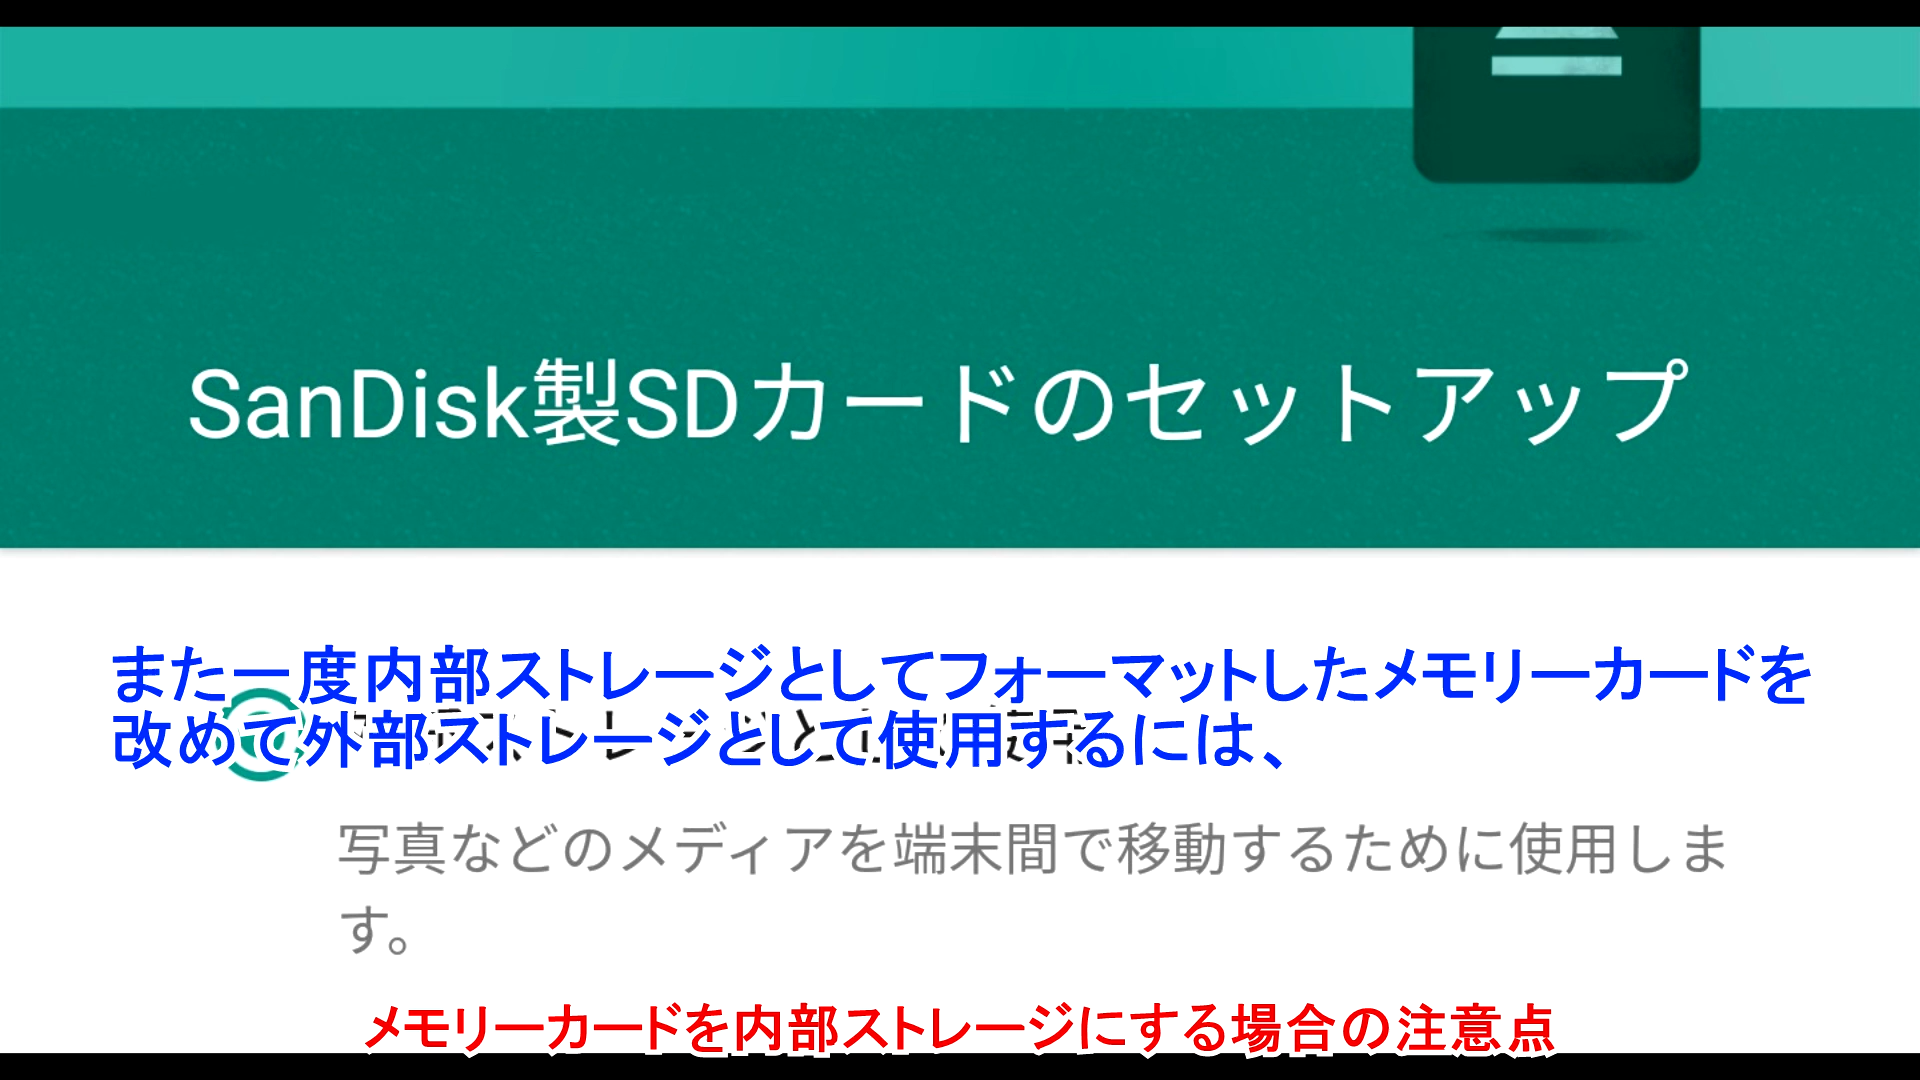 SanDisk製SDカードのセットアップ
また一度内部ストレージとしてフォーマットしたメモリーカードを
改めて外部ストレージとして使用するには、
写真などのメディアを端末間で移動するために使用しま
す。
メモリーカードを内部ストレージにする場合の注意点